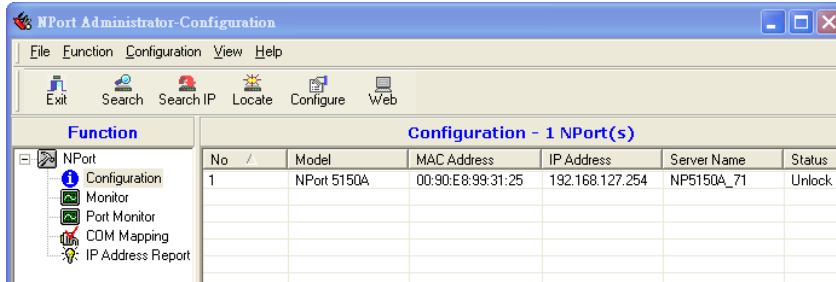 NPort Administrator-Configuration
File Function Configuration View Help
Exit Search Search IP Locate Configure Web
Function
Configuration - 1 NPort(s)
NPort
Configuration
Monitor
Port Monitor
COM Mapping
IP Address Report
No Model MAC Address IP Address Server Name Status
1 NPort 5150A 00:90:E8:99:31:25 192.168.127.254 NP5150A_71 Unlock